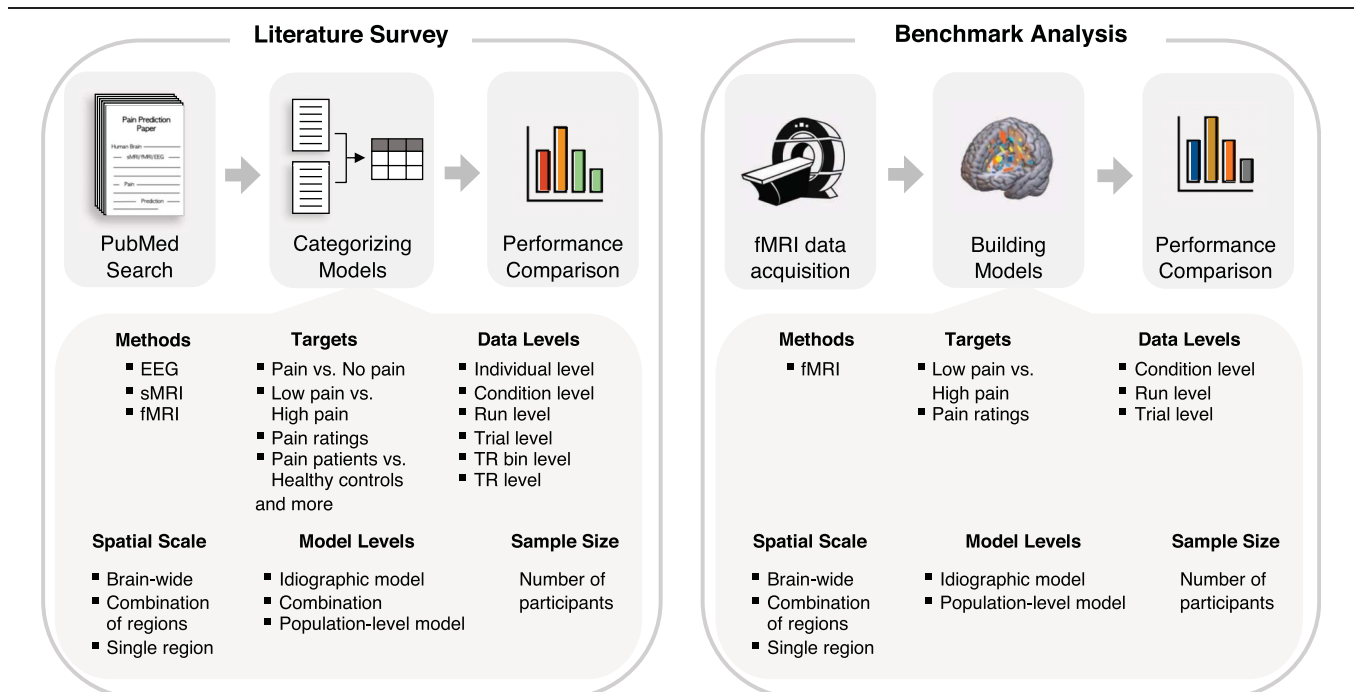 Literature Survey
Pain Prediction
Paper
Human Brain
sMRI/fMRI/EEG
Pain
Prediction
PubMed
Search
Categorizing
Models
Performance
Comparison
Methods
▪ EEG
▪ sMRI
▪ fMRI
Targets
▪ Pain vs. No pain
▪ Low pain vs.
High pain
▪ Pain ratings
▪ Pain patients vs.
Healthy controls
and more
Data Levels
▪ Individual level
▪ Condition level
▪ Run level
▪ Trial level
▪ TR bin level
▪ TR level
Spatial Scale
▪ Brain-wide
▪ Combination
of regions
▪ Single region
Model Levels
▪ Idiographic model
▪ Combination
▪ Population-level model
Sample Size
Number of
participants
Benchmark Analysis
fMRI data
acquisition
Building
Models
Performance
Comparison
Methods
▪ fMRI
Targets
▪ Low pain vs.
High pain
▪ Pain ratings
Data Levels
▪ Condition level
▪ Run level
▪ Trial level
Spatial Scale
▪ Brain-wide
▪ Combination
of regions
▪ Single region
Model Levels
▪ Idiographic model
▪ Population-level model
Sample Size
Number of
participants